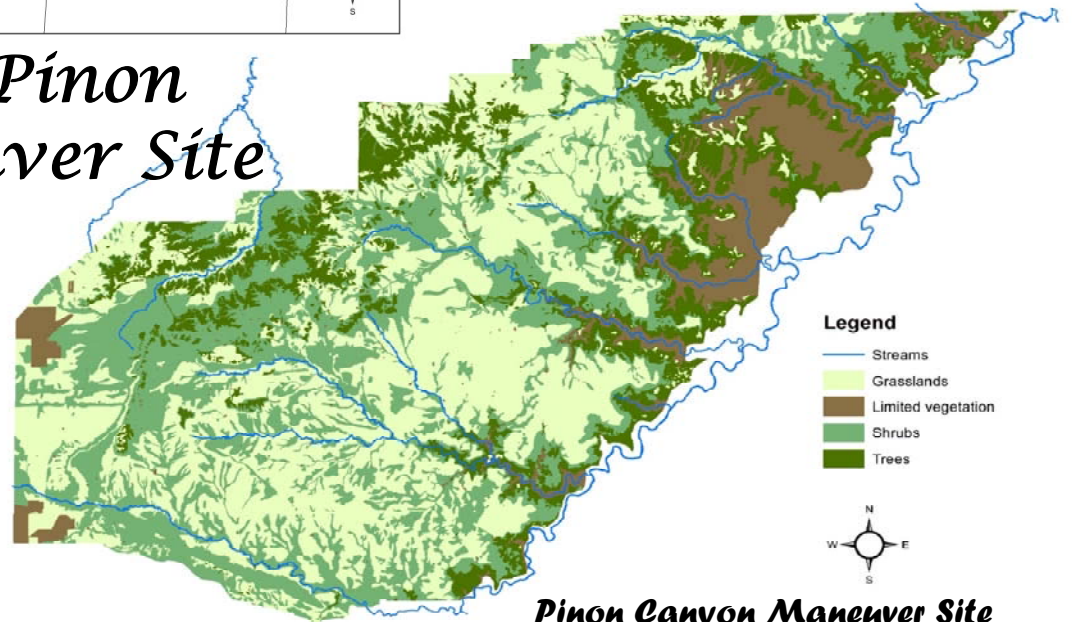 S
Pinon
ver Site
Legend
Streams
Grasslands
Limited vegetation
Shrubs
Trees
N
W E
S
Pinon Canyon Maneuver Site